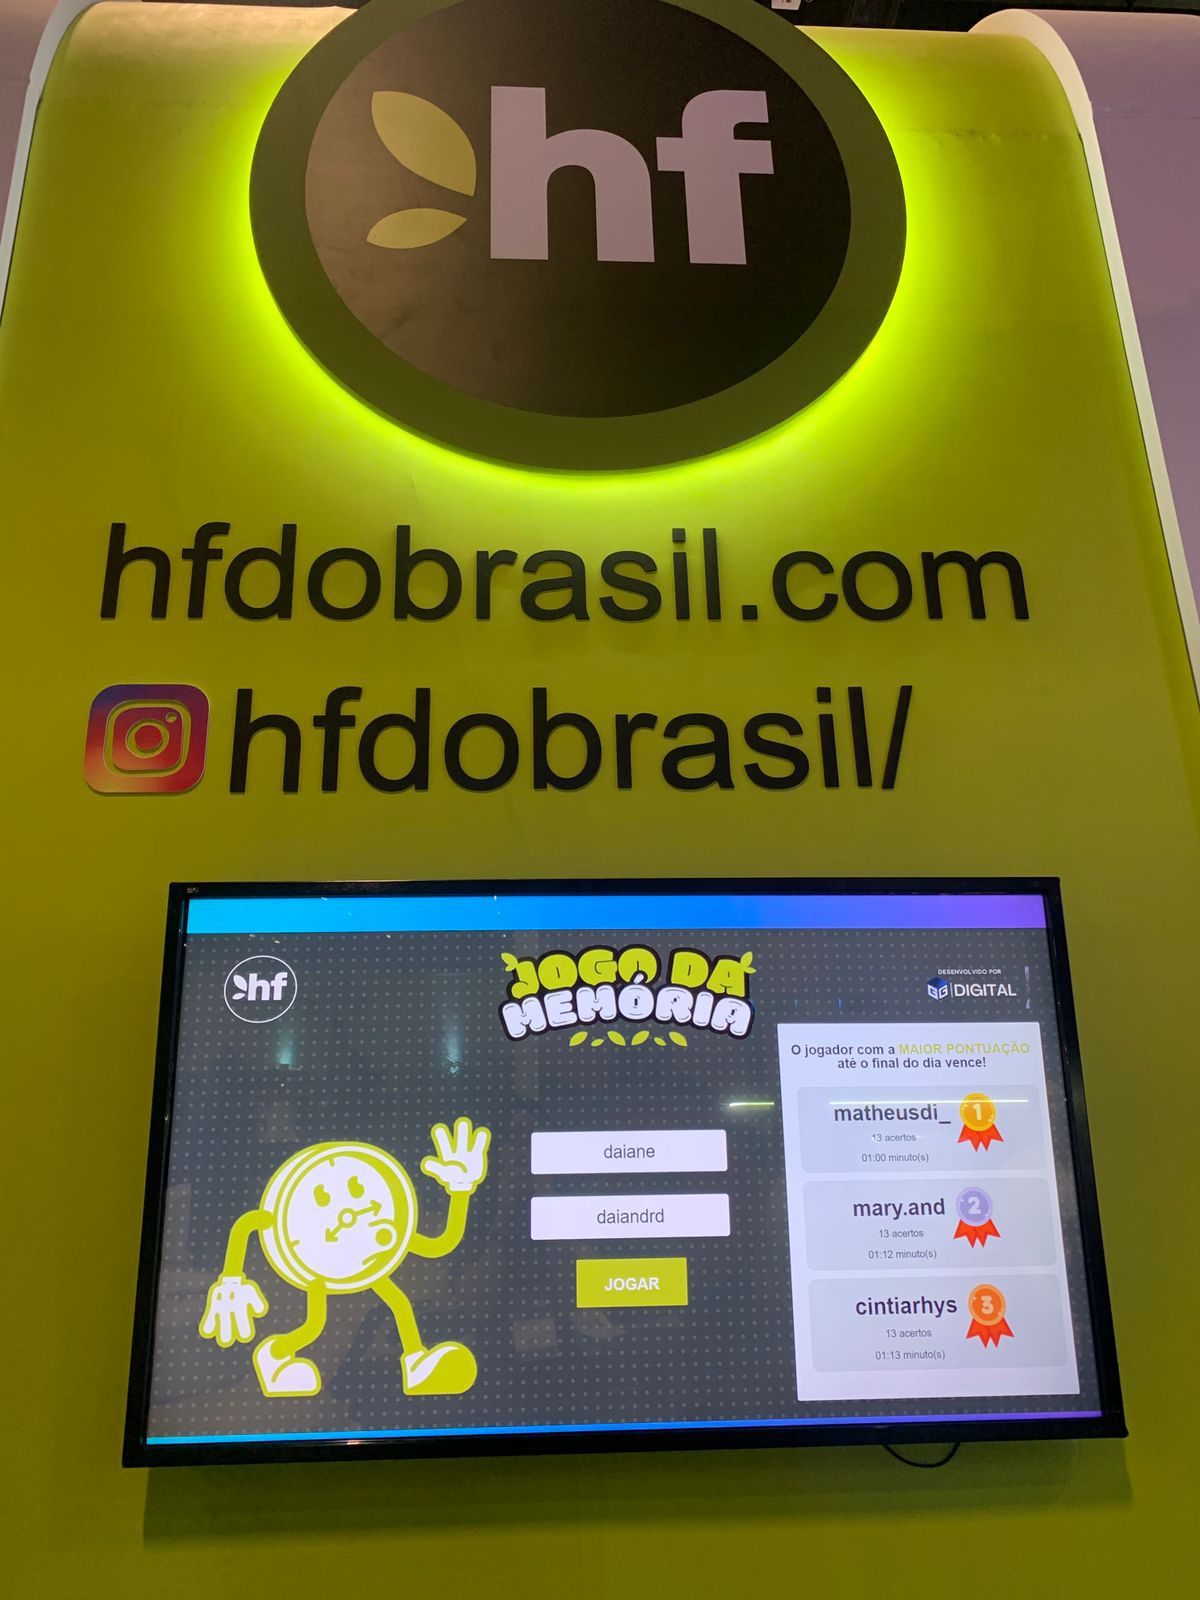 hf
hfdobrasil.com
hfdobrasil/
hf
JOGO DA
MEMÓRIA
DESENVOLVIDO POR
GG|DIGITAL
O jogador com a MAIOR PONTUAÇÃO
até o final do dia vence!
matheusdi_
1
13 acertos
01:00 minuto(s)
mary.and
2
13 acertos
01:12 minuto(s)
cintiarhys
3
13 acertos
01:13 minuto(s)
daiane
daiandrd
JOGAR